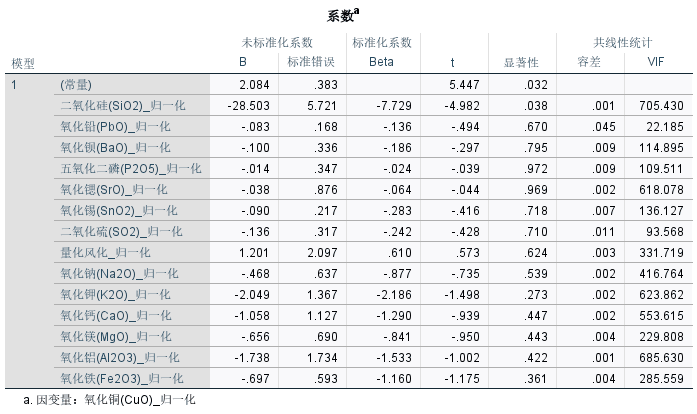 系数a
未标准化系数 标准化系数 共线性统计
模型 B 标准错误 Beta t 显著性 容差 VIF
1 (常量) 2.084 .383 5.447 .032
二氧化硅(SiO2)_归一化 -28.503 5.721 -7.729 -4.982 .038 .001 705.430
氧化铅(PbO)_归一化 -.083 .168 -.136 -.494 .670 .045 22.185
氧化钡(BaO)_归一化 -.100 .336 -.186 -.297 .795 .009 114.895
五氧化二磷(P2O5)_归一化 -.014 .347 -.024 -.039 .972 .009 109.511
氧化锶(SrO)_归一化 -.038 .876 -.064 -.044 .969 .002 618.078
氧化锡(SnO2)_归一化 -.090 .217 -.283 -.416 .718 .007 136.127
二氧化硫(SO2)_归一化 -.136 .317 -.242 -.428 .710 .011 93.568
量化风化_归一化 1.201 2.097 .610 .573 .624 .003 331.719
氧化钠(Na2O)_归一化 -.468 .637 -.877 -.735 .539 .002 416.764
氧化钾(K2O)_归一化 -2.049 1.367 -2.186 -1.498 .273 .002 623.862
氧化钙(CaO)_归一化 -1.058 1.127 -1.290 -.939 .447 .002 553.615
氧化镁(MgO)_归一化 -.656 .690 -.841 -.950 .443 .004 229.808
氧化铝(Al2O3)_归一化 -1.738 1.734 -1.533 -1.002 .422 .001 685.630
氧化铁(Fe2O3)_归一化 -.697 .593 -1.160 -1.175 .361 .004 285.559
a. 因变量：氧化铜(CuO)_归一化